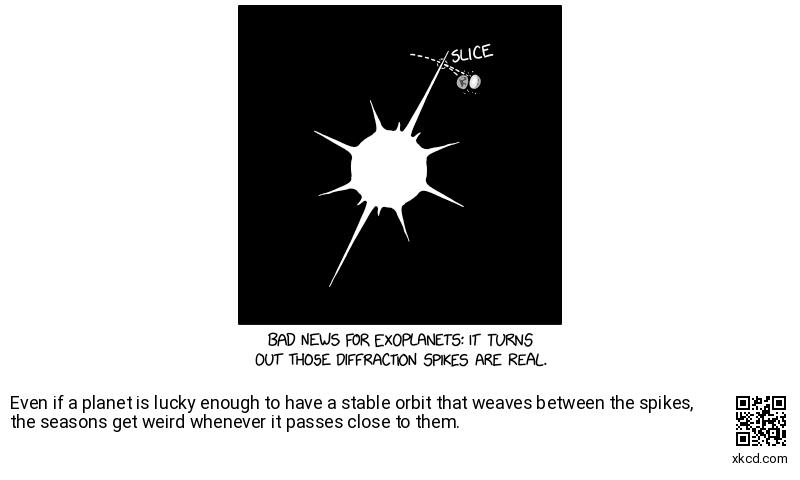 SLICE
BAD NEWS FOR EXOPLANETS: IT TURNS
OUT THOSE DIFFRACTION SPIKES ARE REAL.
Even if a planet is lucky enough to have a stable orbit that weaves between the spikes,
the seasons get weird whenever it passes close to them.
xkcd.com